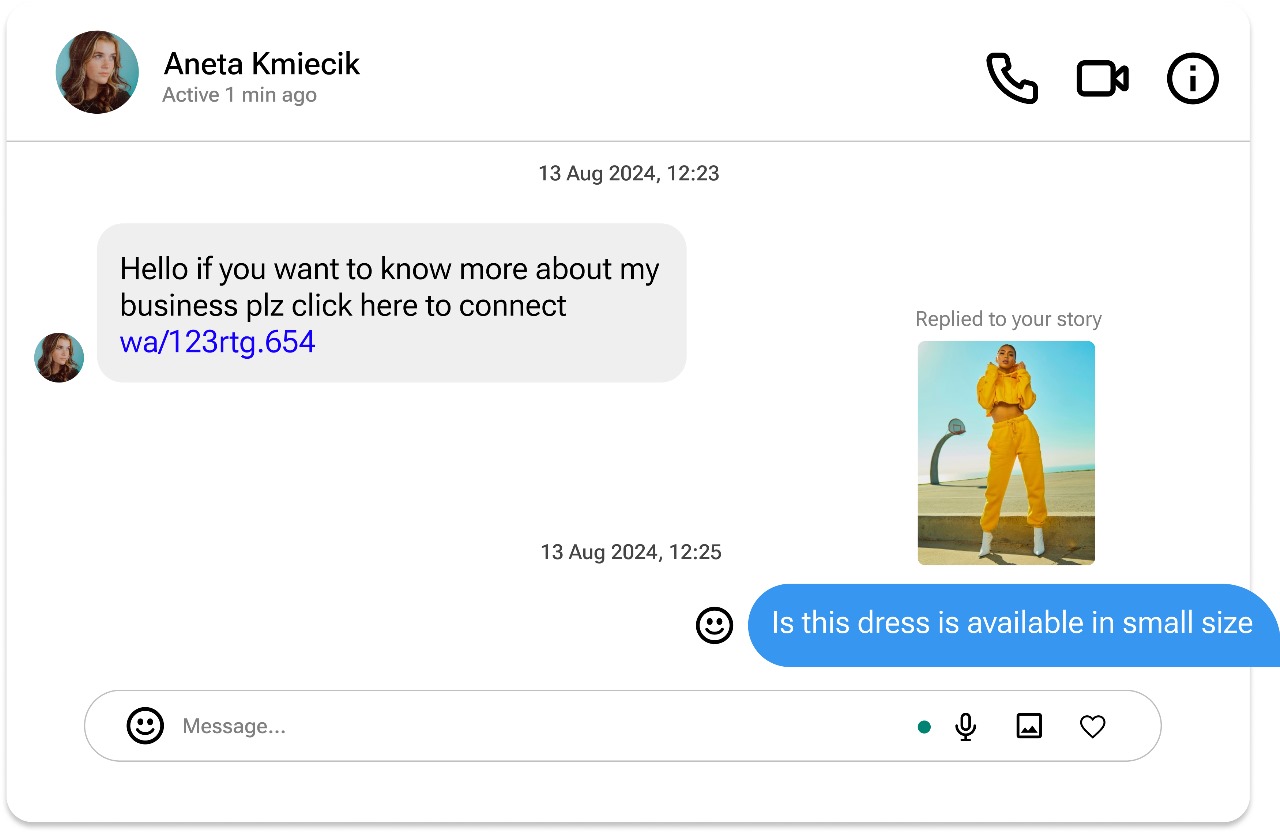 Aneta Kmiecik
Active 1 min ago
13 Aug 2024, 12:23
Hello if you want to know more about my
business plz click here to connect
wa/123rtg.654
Replied to your story
13 Aug 2024, 12:25
Is this dress is available in small size
Message...